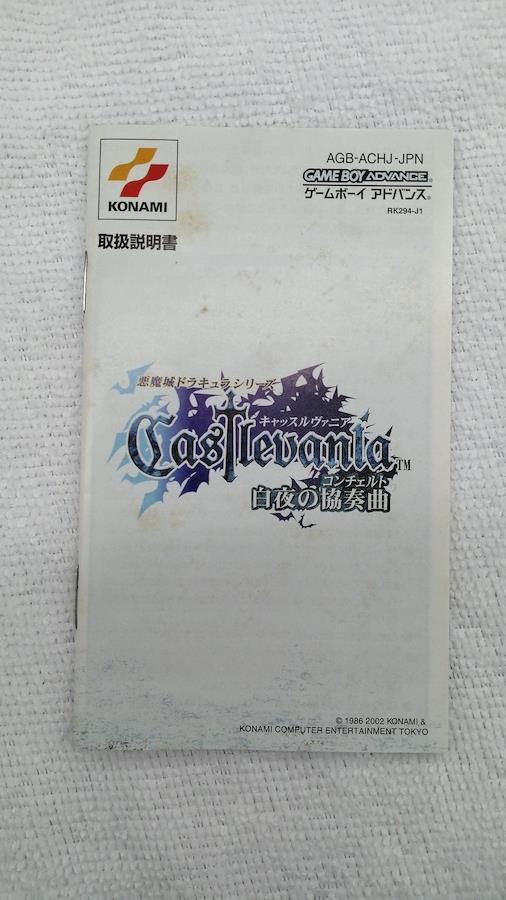 KONAMI
AGB-ACHJ-JPN
GAME BOY ADVANCE
ゲームボーイ アドバンス®
RK294-J1
取扱説明書
悪魔城ドラキュラシリーズ
キャッスルヴァニア
Castlevania™
コンチェルト
白夜の協奏曲
© 1986 2002 KONAMI &
KONAMI COMPUTER ENTERTAINMENT TOKYO